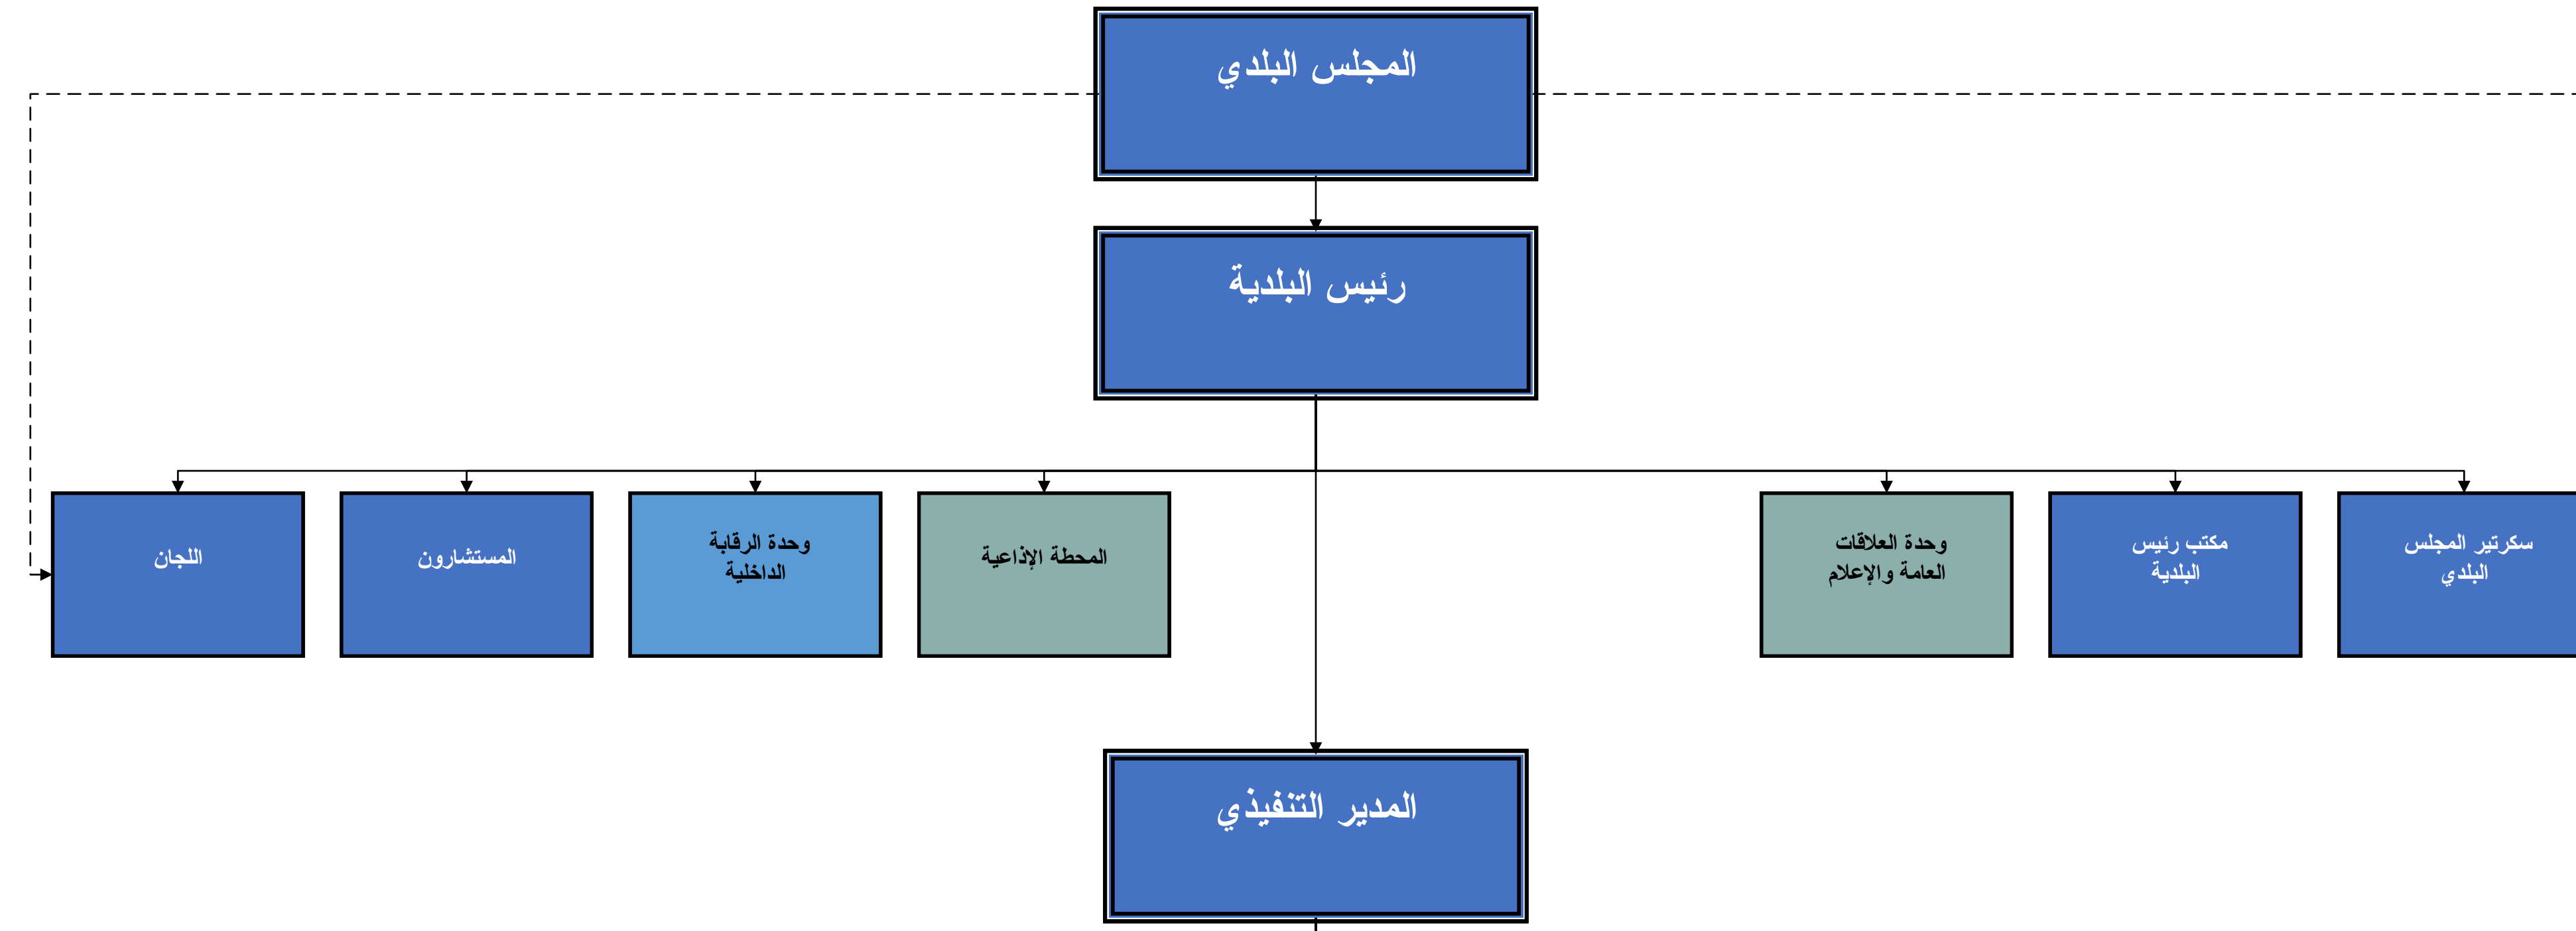 المجلس البلدي
رئيس البلدية
سكرتير المجلس
البلدي
مكتب رئيس
البلدية
وحدة العلاقات
العامة والإعلام
المحطة الإذاعية
وحدة الرقابة
الداخلية
المستشارون
اللجان
المدير التنفيذي